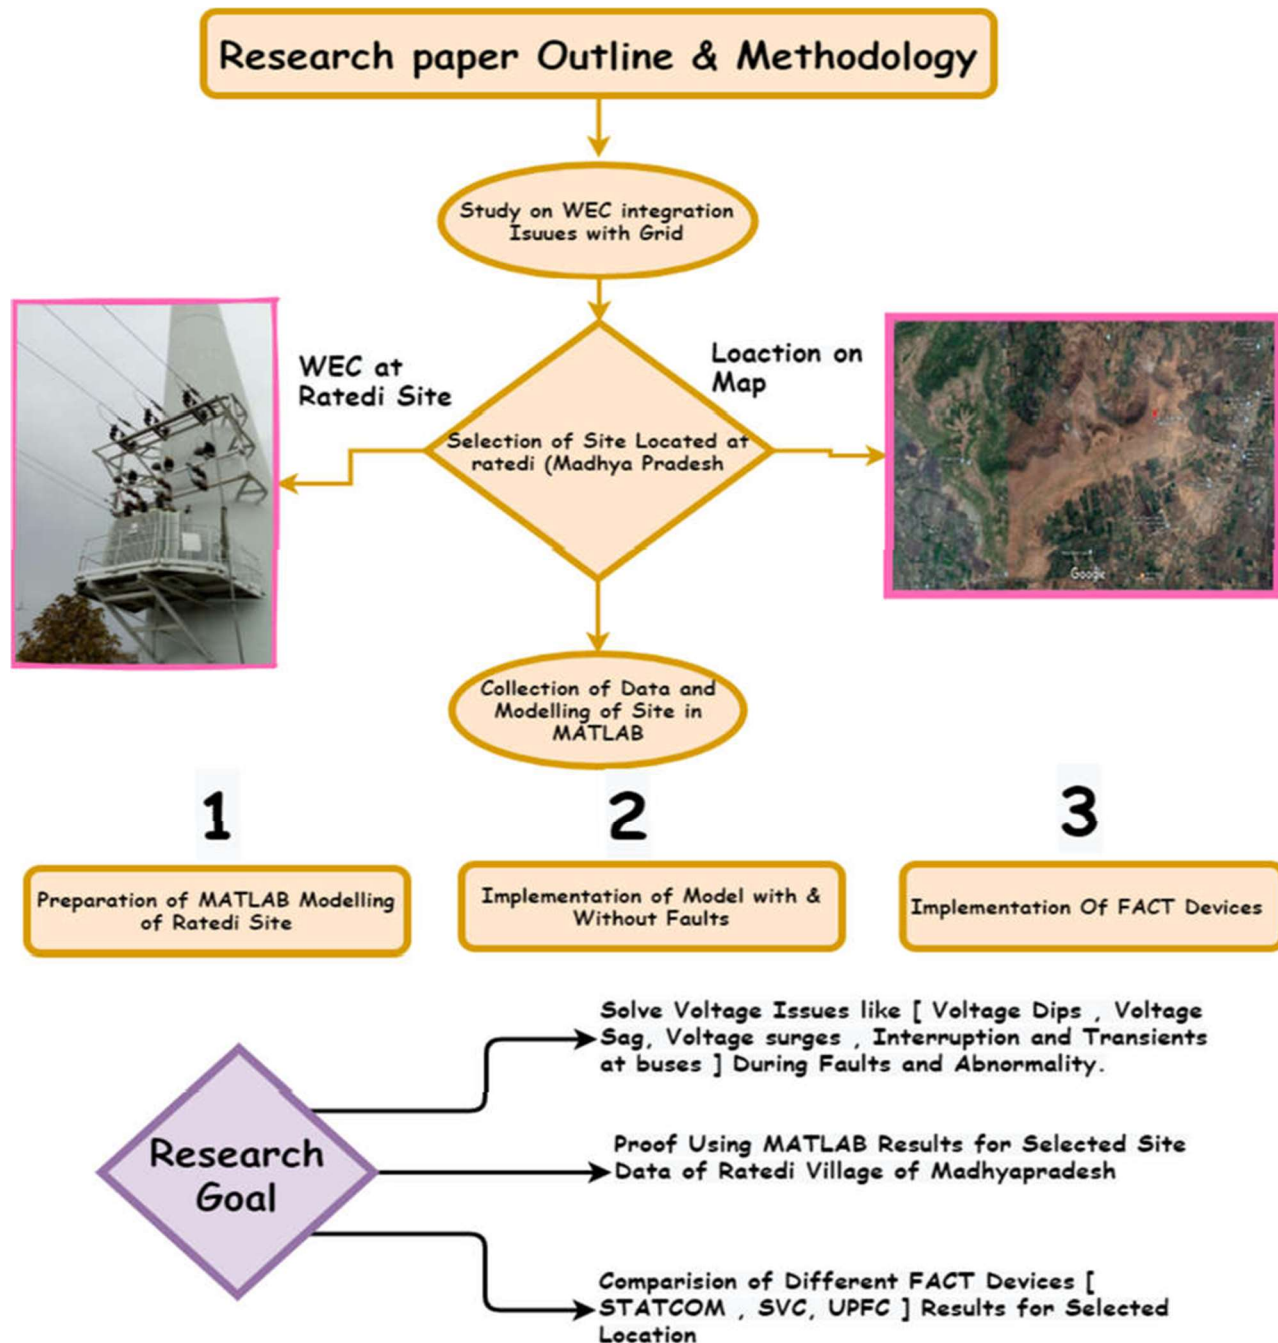 Research paper Outline & Methodology
Study on WEC integration
Isuues with Grid
WEC at
Ratedi Site
Loaction on
Map
Selection of Site Located at
ratedi (Madhya Pradesh
Google
Collection of Data and
Modelling of Site in
MATLAB
1
2
3
Preparation of MATLAB Modelling
of Ratedi Site
Implementation of Model with &
Without Faults
Implementation Of FACT Devices
Solve Voltage Issues like [ Voltage Dips , Voltage
Sag, Voltage surges , Interruption and Transients
at buses ] During Faults and Abnormality.
Research
Goal
Proof Using MATLAB Results for Selected Site
Data of Ratedi Village of Madhyapradesh
Comparision of Different FACT Devices [
STATCOM , SVC, UPFC ] Results for Selected
Location